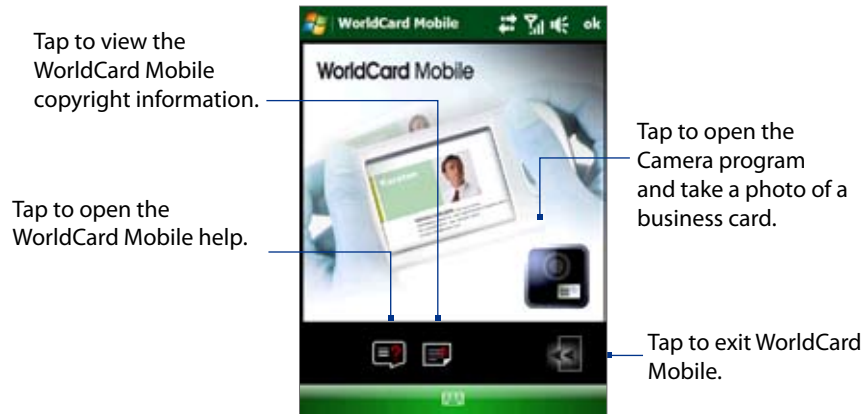 Tap to view the
WorldCard Mobile
copyright information.
Tap to open the
WorldCard Mobile help.
WorldCard Mobile
ok
WorldCard Mobile
Tap to open the
Camera program
and take a photo of a
business card.
Tap to exit WorldCard
Mobile.